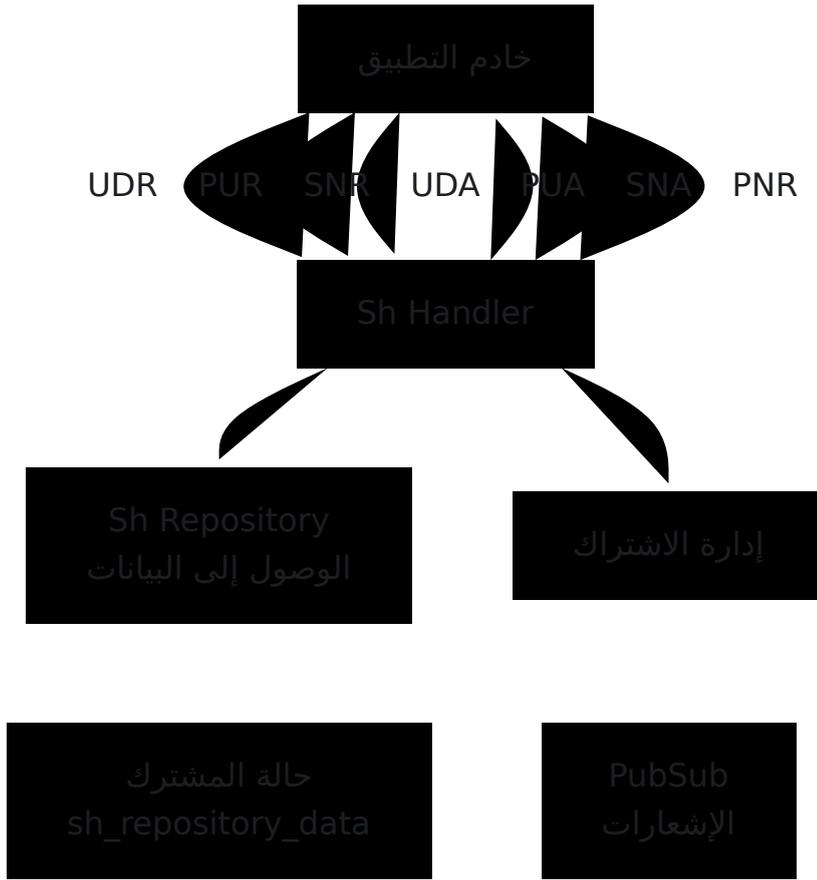 خادم التطبيق
UDR PUR SNR UDA PUA SNA PNR
Sh Handler
Sh Repository
الوصول إلى البيانات
إدارة الاشتراك
حالة المشترك
sh_repository_data
PubSub
الإشعارات